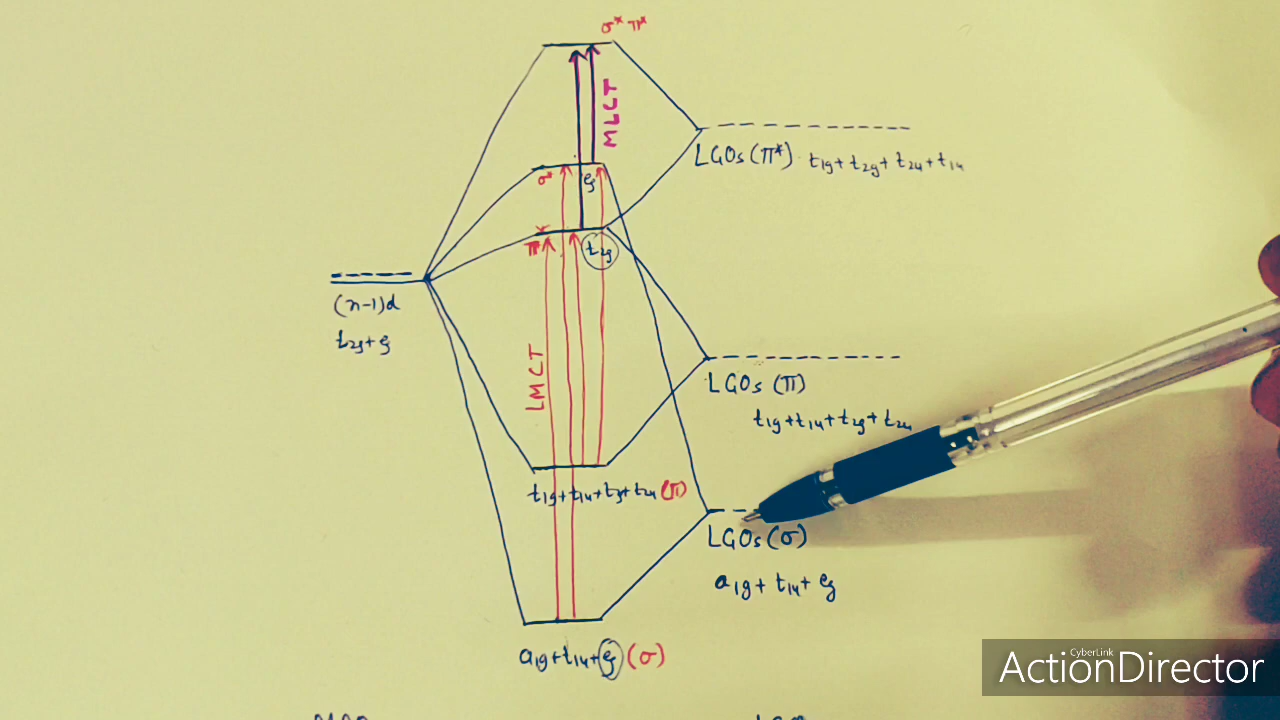 σ* π*
MLCT
LGOs (π*) t1g + t2g + t2u + t1u
σ*
eg
π*
t2g
(n-1)d
t2g + eg
LMCT
LGOs (π)
t1g + t1u + t2g + t2u
t1g + t1u + t2g + t2u (π)
LGOs (σ)
a1g + t1u + eg
a1g + t1u + eg (σ)
CyberLink
ActionDirector